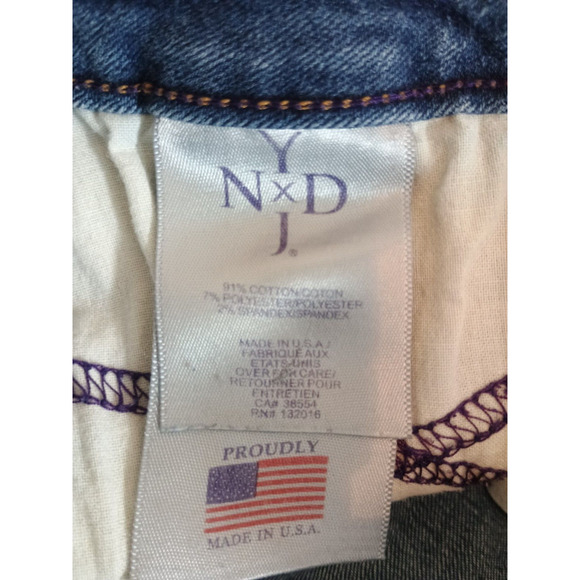 Y
N X D
J®
91% COTTON/COTON
7% POLYESTER/POLYESTER
2% SPANDEX/SPANDEX
MADE IN U.S.A./
FABRIQUE AUX
ETATS-UNIS
OVER FOR CARE/
RETOURNER POUR
ENTRETIEN
CA# 38554
RN# 132016
PROUDLY
MADE IN U.S.A.